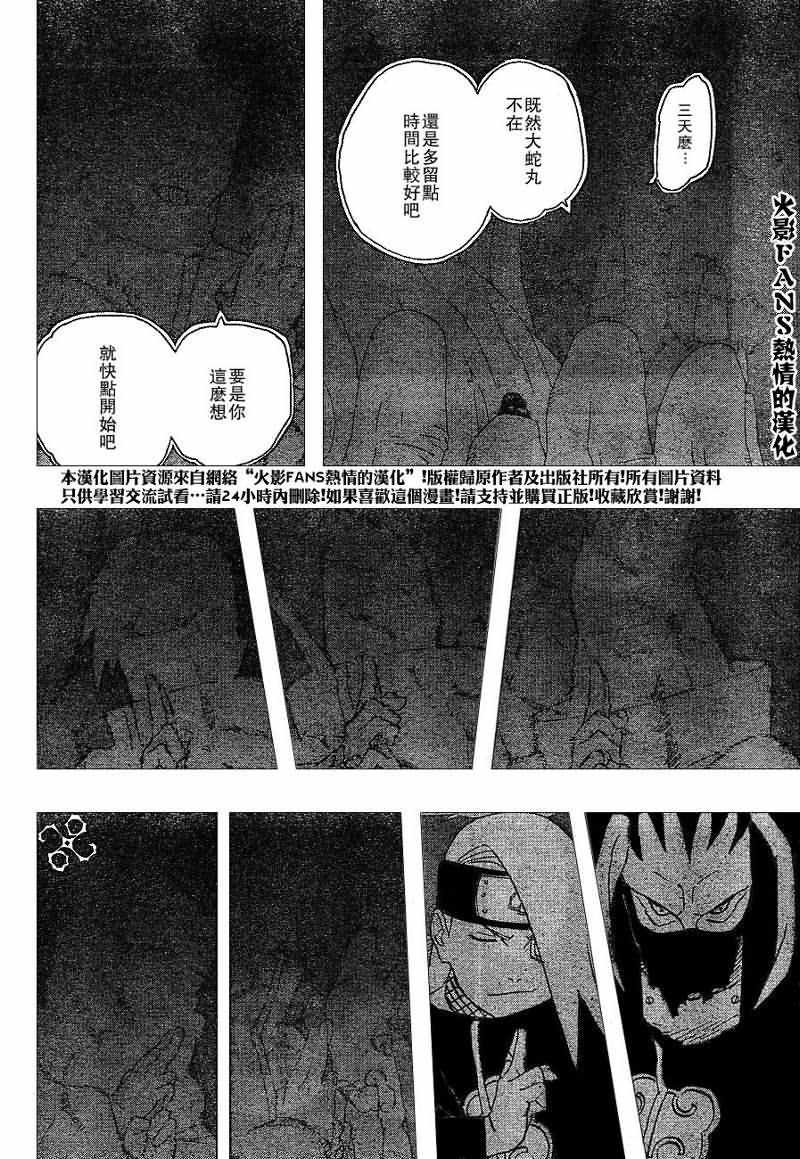 三天麽…
既然大蛇丸
不在
還是多留點
時間比較好吧
要是你
這麽想
就快點開始吧
火影FANS熱情的漢化
本漢化圖片資源來自網絡“火影FANS熱情的漢化”!版權歸原作者及出版社所有!所有圖片資料
只供學習交流試看…請24小時內刪除!如果喜歡這個漫畫!請支持並購買正版!收藏欣賞!謝謝!